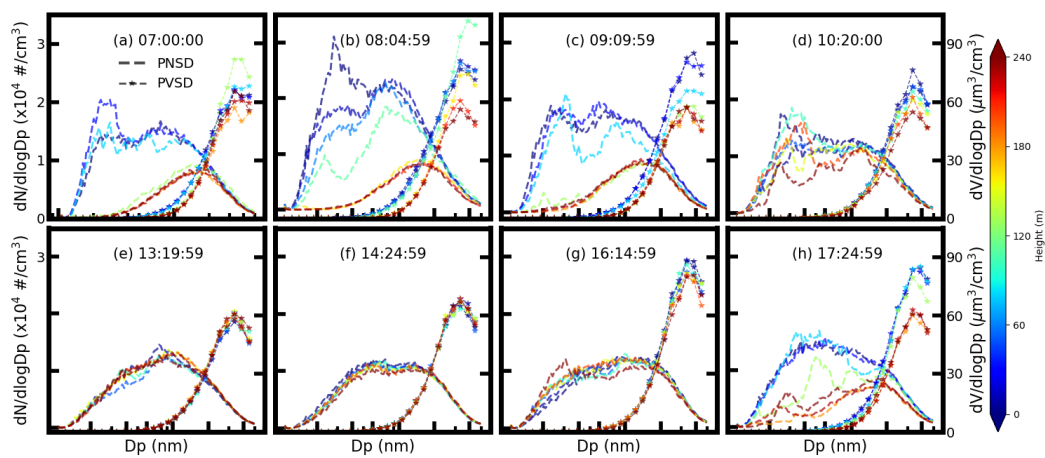 (a) 07:00:00
PNSD
PVSD
(b) 08:04:59
(c) 09:09:59
(d) 10:20:00
3
2
1
0
dN/dlogDp (x10⁴ #/cm³)
90
60
30
0
dV/dlogDp (μm³/cm³)
(e) 13:19:59
(f) 14:24:59
(g) 16:14:59
(h) 17:24:59
3
dN/dlogDp (x10⁴ #/cm³)
90
60
30
0
dV/dlogDp (μm³/cm³)
Dp (nm)
Dp (nm)
Dp (nm)
Dp (nm)
240
180
120
60
0
Height (m)